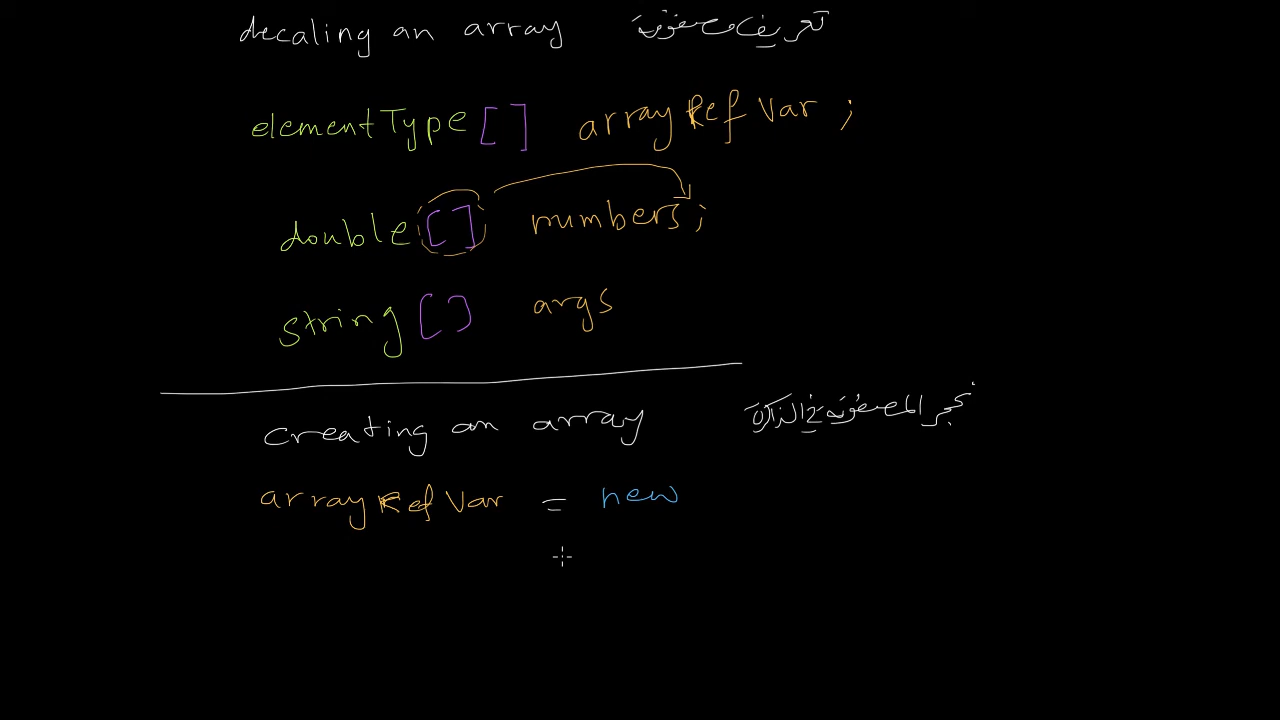 decaling an array تعريف مصفوفة
elementType [ ] arrayRefVar ;
double [ ] numbers ;
string [ ] args
creating an array نحجز المصفوفة في الذاكرة
arrayRefVar = new